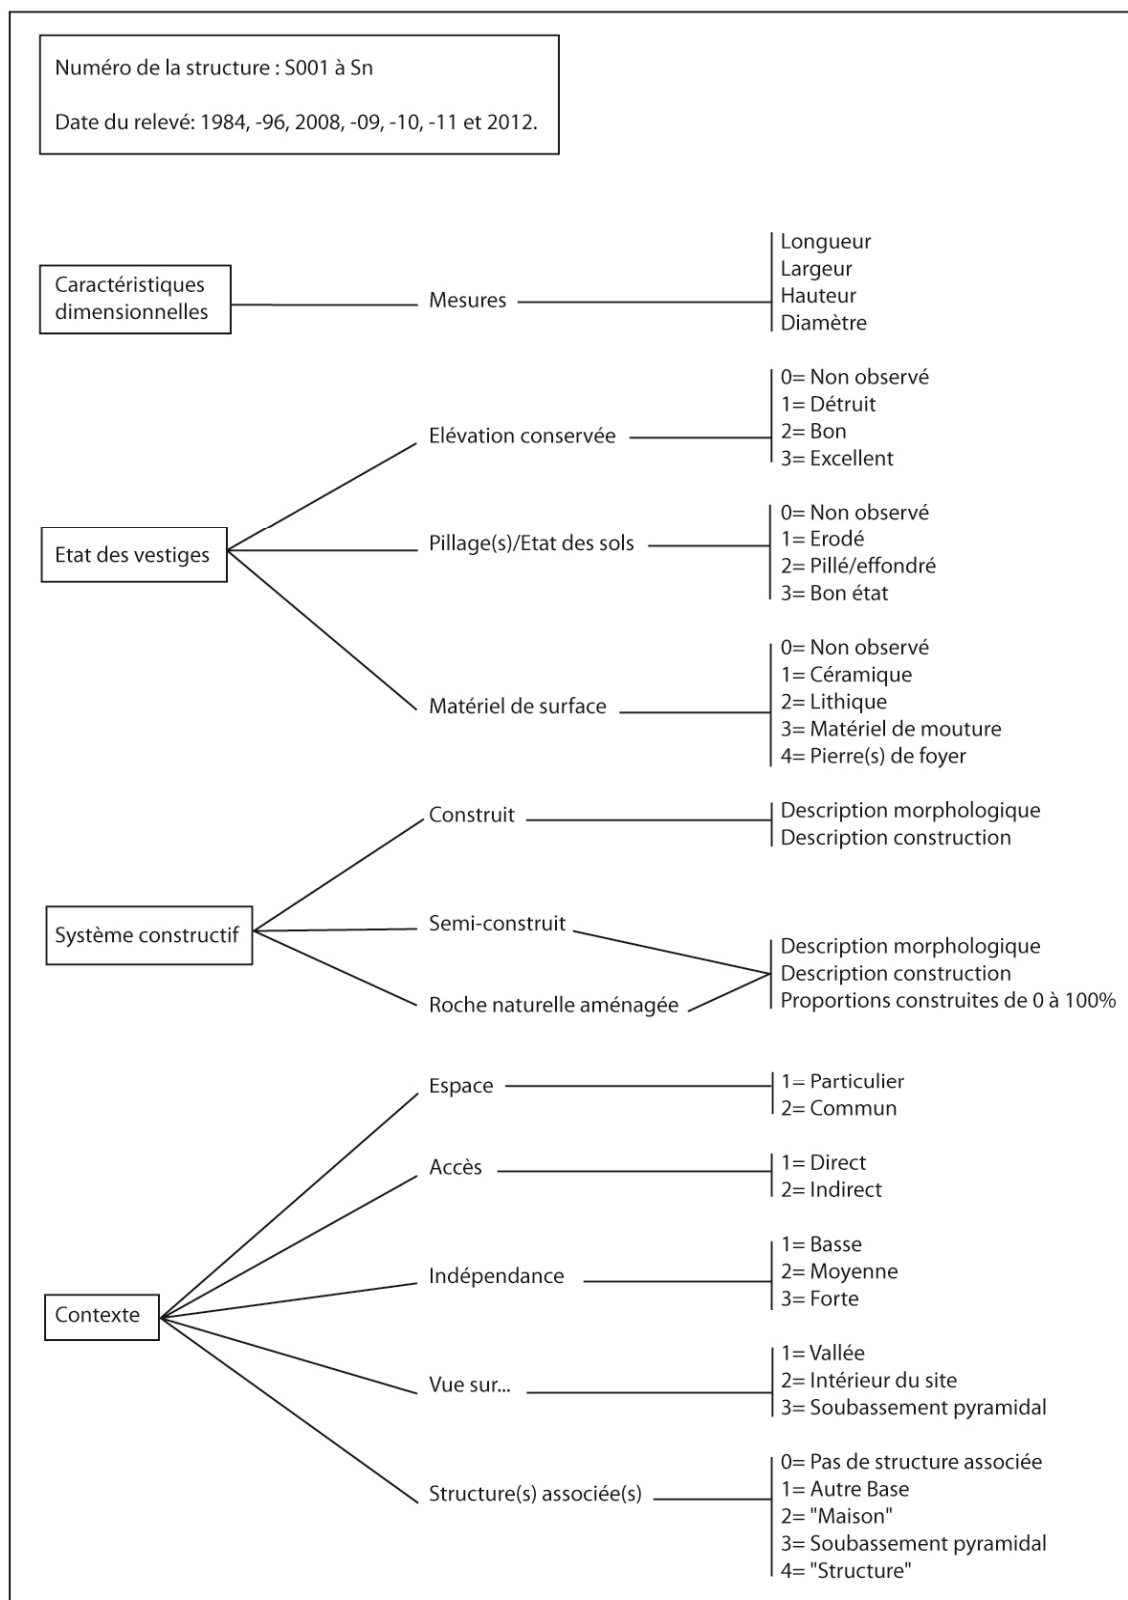 Numéro de la structure : S001 à Sn
Date du relevé: 1984, -96, 2008, -09, -10, -11 et 2012.
Caractéristiques
dimensionnelles
Mesures
Longueur
Largeur
Hauteur
Diamètre
Etat des vestiges
Elévation conservée
0= Non observé
1= Détruit
2= Bon
3= Excellent
Pillage(s)/Etat des sols
0= Non observé
1= Erodé
2= Pillé/effondré
3= Bon état
Matériel de surface
0= Non observé
1= Céramique
2= Lithique
3= Matériel de mouture
4= Pierre(s) de foyer
Système constructif
Construit
Description morphologique
Description construction
Semi-construit
Roche naturelle aménagée
Description morphologique
Description construction
Proportions construites de 0 à 100%
Contexte
Espace
1= Particulier
2= Commun
Accès
1= Direct
2= Indirect
Indépendance
1= Basse
2= Moyenne
3= Forte
Vue sur...
1= Vallée
2= Intérieur du site
3= Soubassement pyramidal
Structure(s) associée(s)
0= Pas de structure associée
1= Autre Base
2= "Maison"
3= Soubassement pyramidal
4= "Structure"